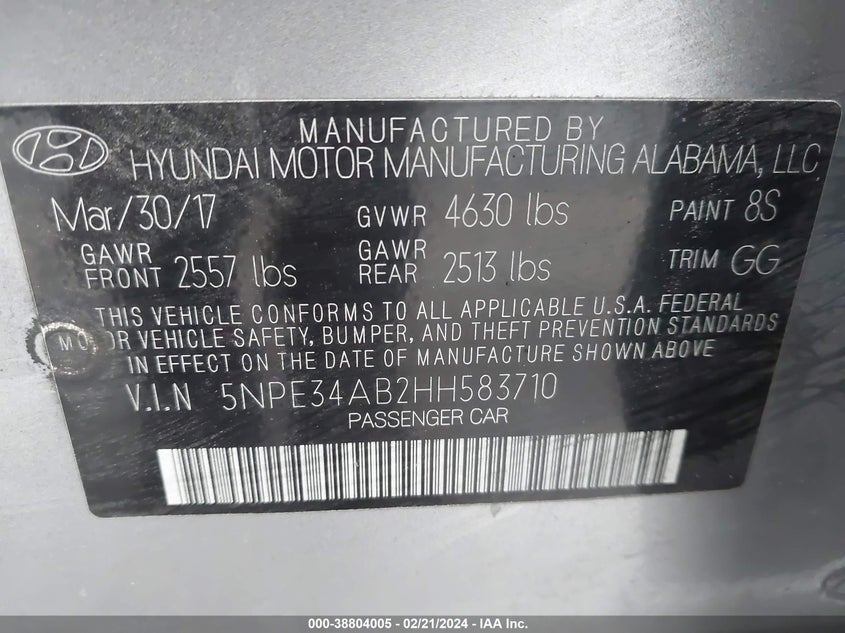 MANUFACTURED BY
HYUNDAI MOTOR MANUFACTURING ALABAMA, LLC
Mar/30/17 GVWR 4630 lbs PAINT 8S
GAWR FRONT 2557 lbs GAWR REAR 2513 lbs TRIM GG
THIS VEHICLE CONFORMS TO ALL APPLICABLE U.S.A. FEDERAL
MOTOR VEHICLE SAFETY, BUMPER, AND THEFT PREVENTION STANDARDS
IN EFFECT ON THE DATE OF MANUFACTURE SHOWN ABOVE
V.I.N 5NPE34AB2HH583710
PASSENGER CAR
000-38804005 - 02/21/2024 - IAA Inc.